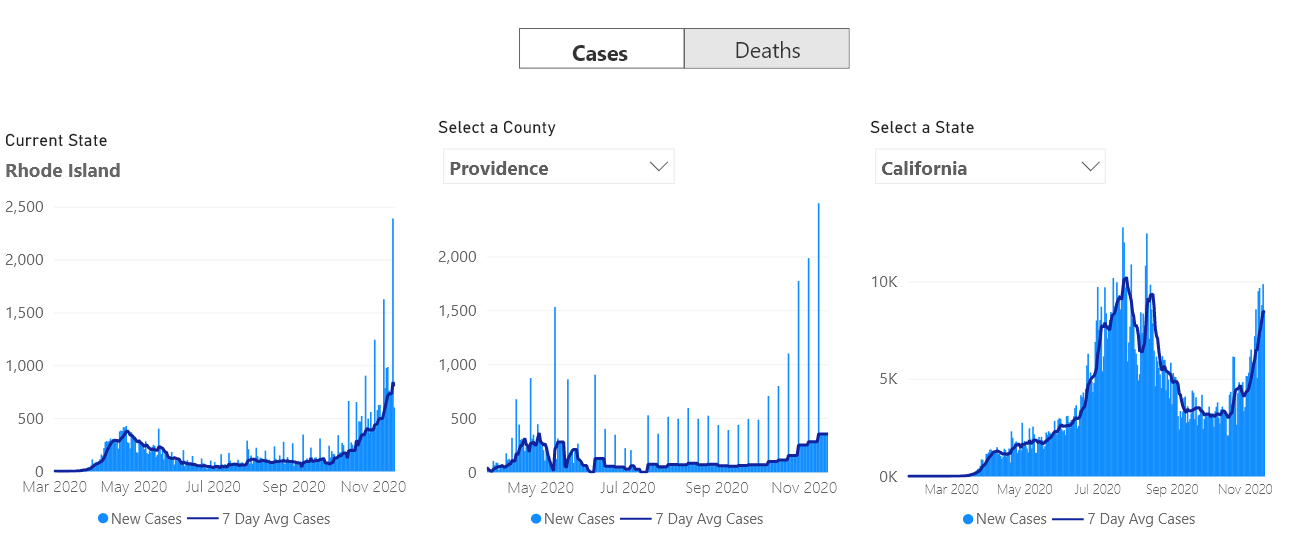 Cases
Deaths
Current State
Rhode Island
2,500
2,000
1,500
1,000
500
0
Mar 2020 May 2020 Jul 2020 Sep 2020 Nov 2020
New Cases 7 Day Avg Cases
Select a County
Providence
2,000
1,500
1,000
500
0
May 2020 Jul 2020 Sep 2020 Nov 2020
New Cases 7 Day Avg Cases
Select a State
California
10K
5K
0K
Mar 2020 May 2020 Jul 2020 Sep 2020 Nov 2020
New Cases 7 Day Avg Cases